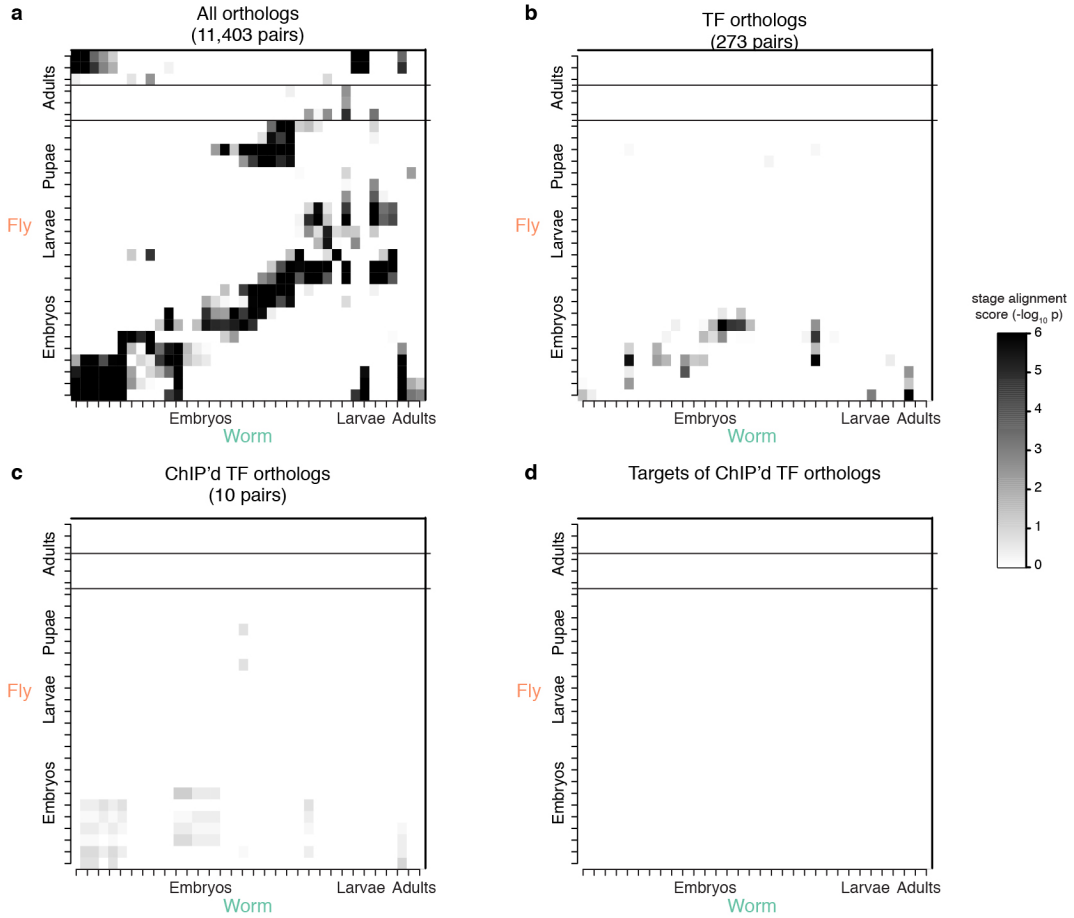 a
All orthologs
(11,403 pairs)
Adults
Pupae
Larvae
Embryos
Fly
Embryos
Larvae
Adults
Worm
b
TF orthologs
(273 pairs)
Adults
Pupae
Larvae
Embryos
Fly
Embryos
Larvae
Adults
Worm
stage alignment
score (-log10 p)
6
5
4
3
2
1
0
c
ChIP’d TF orthologs
(10 pairs)
Adults
Pupae
Larvae
Embryos
Fly
Embryos
Larvae
Adults
Worm
d
Targets of ChIP’d TF orthologs
Adults
Pupae
Larvae
Embryos
Fly
Embryos
Larvae
Adults
Worm